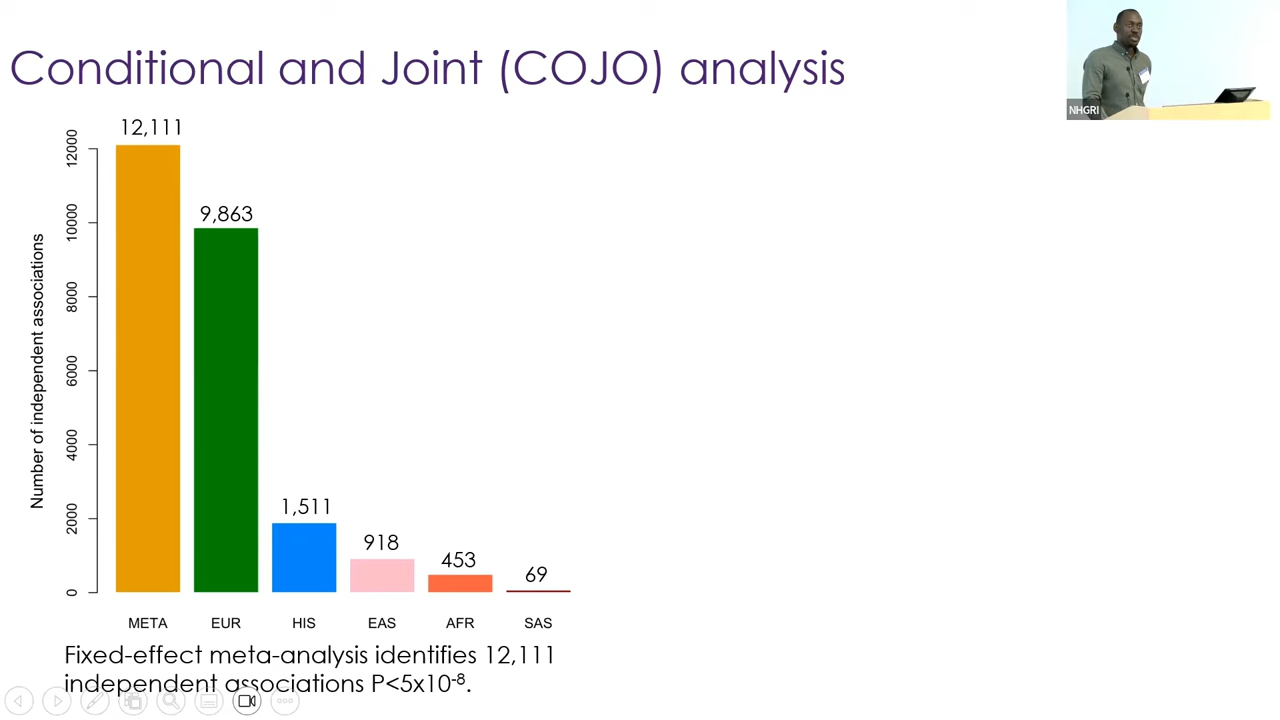 Conditional and Joint (COJO) analysis
NHGRI
12,111
9,863
1,511
918
453
69
Number of independent associations
12000
10000
8000
6000
4000
2000
0
META EUR HIS EAS AFR SAS
Fixed-effect meta-analysis identifies 12,111
independent associations P<5x10⁻⁸.